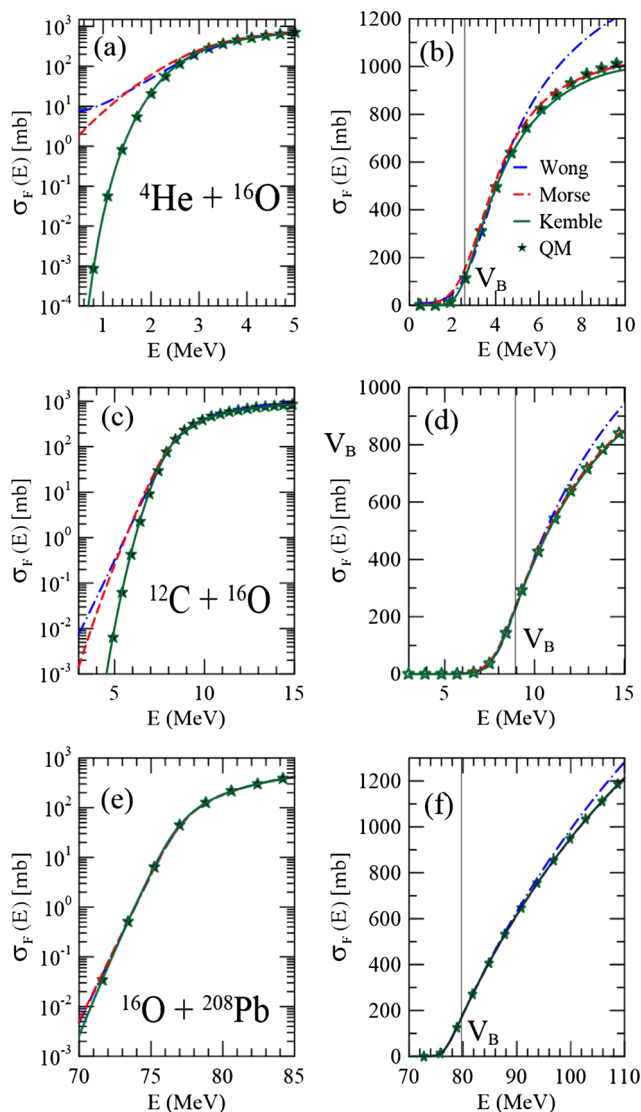 (a)
σF(E) [mb]
10³
10²
10¹
10⁰
10⁻¹
10⁻²
10⁻³
10⁻⁴
⁴He + ¹⁶O
1 2 3 4 5
E (MeV)
(b)
σF(E) [mb]
1200
1000
800
600
400
200
0
Wong
Morse
Kemble
QM
VB
0 2 4 6 8 10
E (MeV)
(c)
σF(E) [mb]
10³
10²
10¹
10⁰
10⁻¹
10⁻²
10⁻³
¹²C + ¹⁶O
5 10 15
E (MeV)
(d)
VB
σF(E) [mb]
1000
800
600
400
200
0
VB
4 6 8 10 12 14
E (MeV)
(e)
σF(E) [mb]
10³
10²
10¹
10⁰
10⁻¹
10⁻²
10⁻³
¹⁶O + ²⁰⁸Pb
70 75 80 85
E (MeV)
(f)
σF(E) [mb]
1200
1000
800
600
400
200
0
VB
70 80 90 100 110
E (MeV)